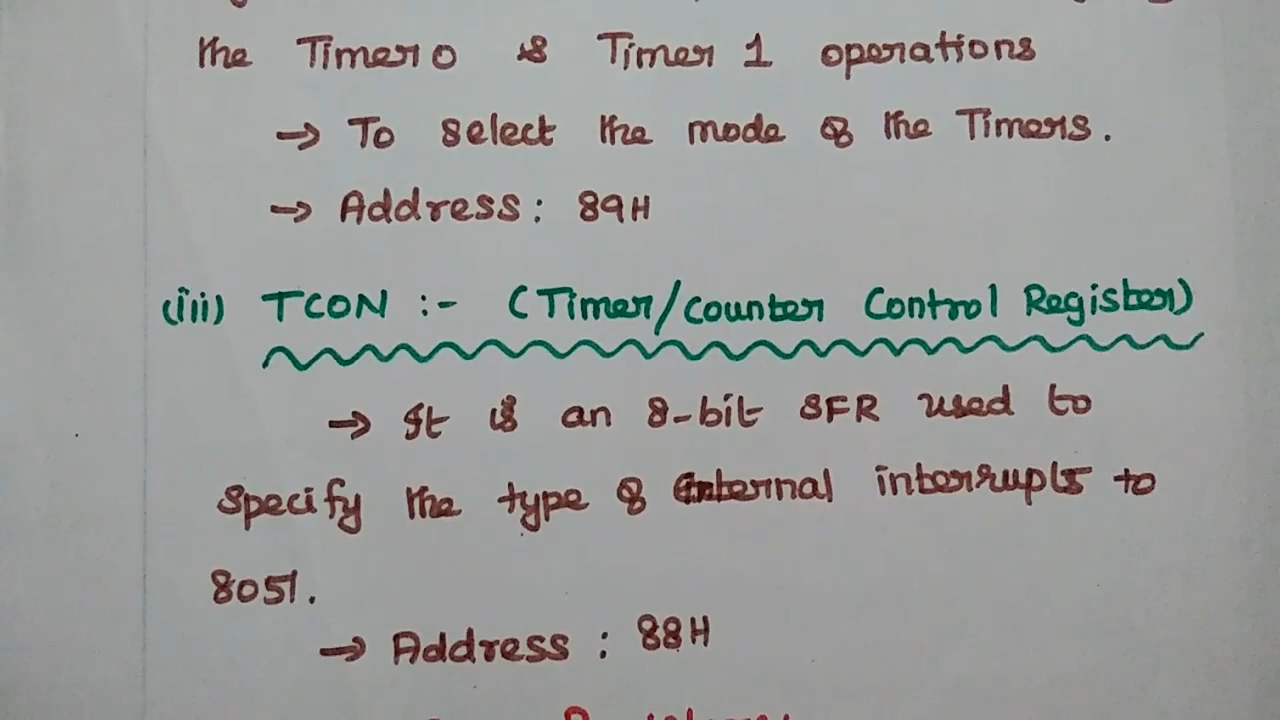 the Timer 0 & Timer 1 operations
→ To select the mode of the Timers.
→ Address: 89H
(iii) TCON :- (Timer/counter Control Register)
→ It is an 8-bit SFR used to
specify the type of internal interrupts to
8051.
→ Address : 88H